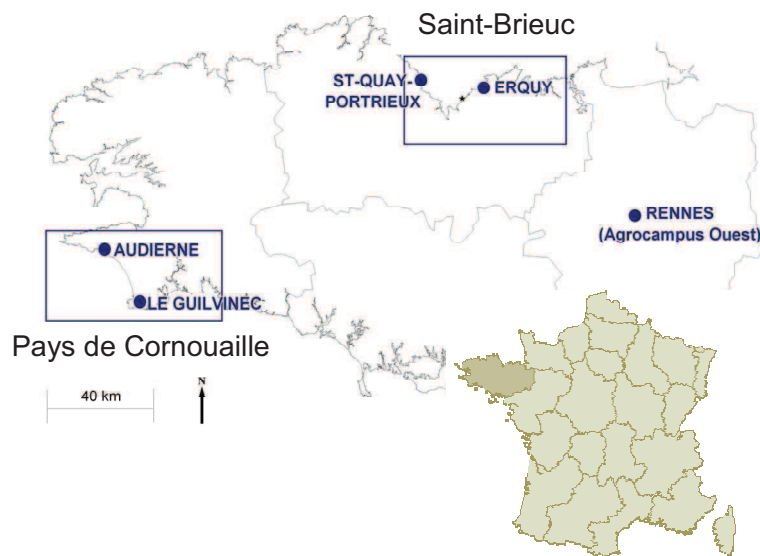 Saint-Brieuc
ST-QUAY-
PORTRIEUX
ERQUY
RENNES
(Agrocampus Ouest)
AUDIERNE
LE GUILVINEC
Pays de Cornouaille
40 km
N